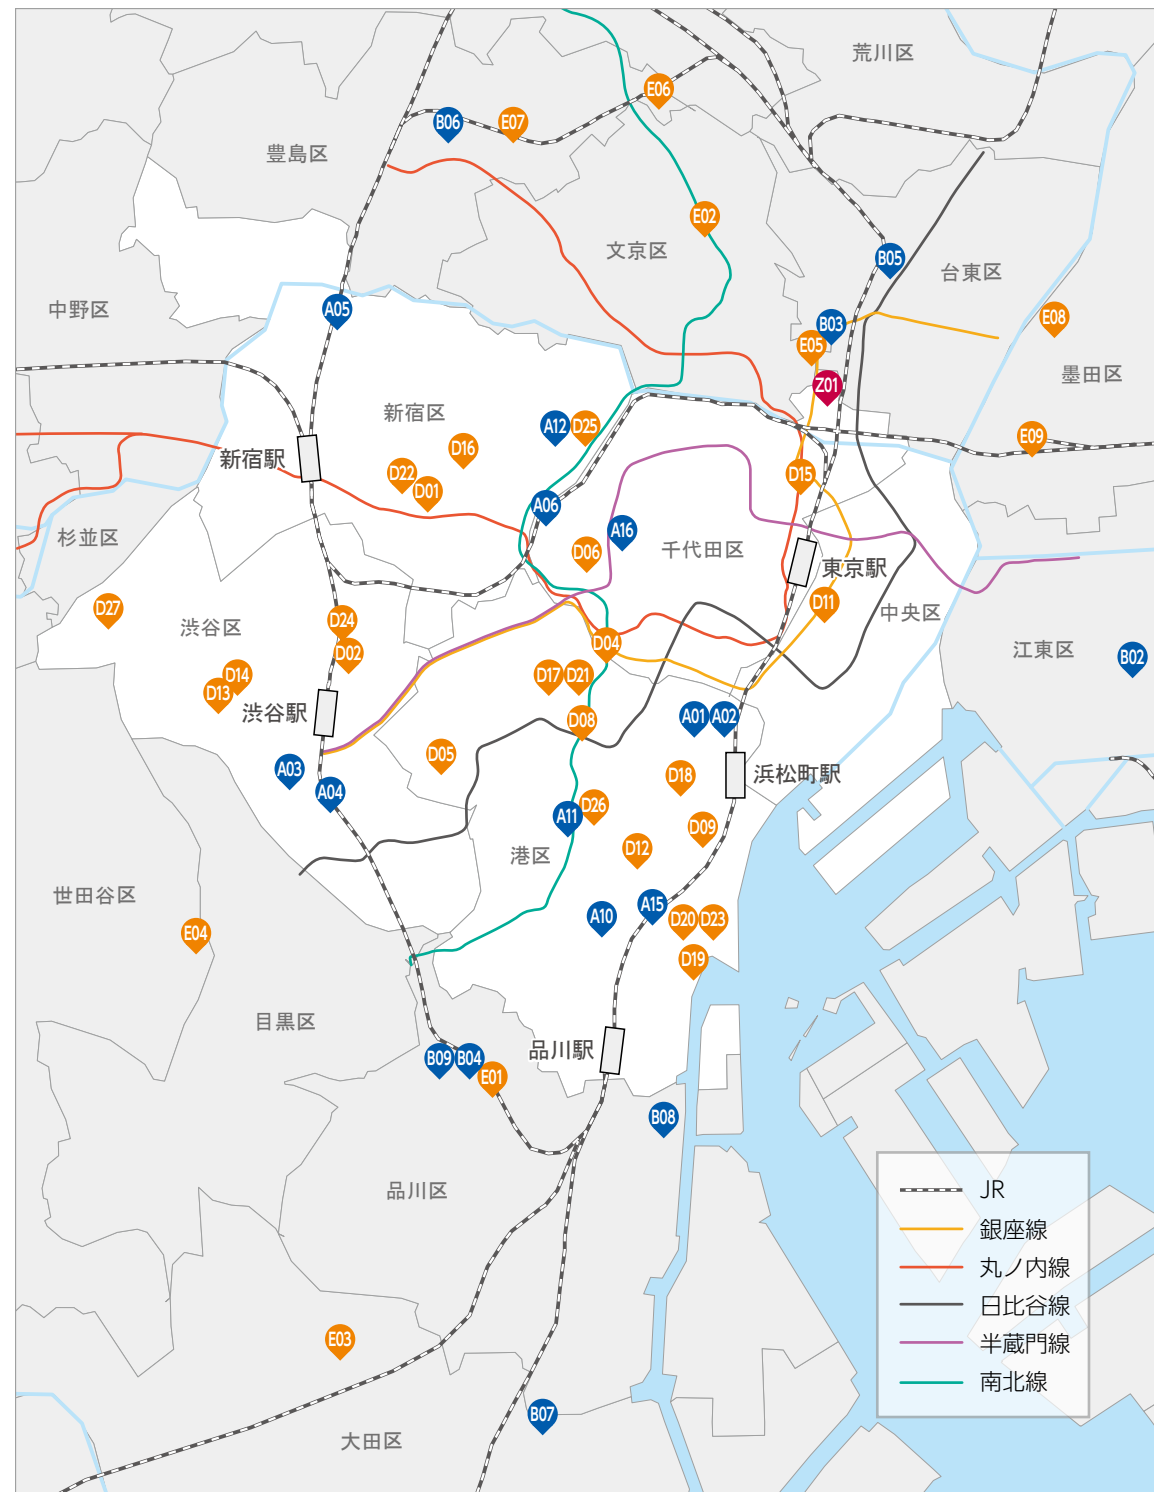 荒川区
E06
B06
E07
豊島区
E02
文京区
B05
台東区
中野区
A05
E08
B03
E05
墨田区
Z01
新宿区
A12
D25
E09
新宿駅
D16
D22
D15
D01
A06
A16
杉並区
D06
千代田区
東京駅
D27
D11
中央区
渋谷区
D24
D04
江東区
D02
B02
D14
D17
D21
D13
渋谷駅
D08
A01
A02
D05
A03
D18
浜松町駅
A04
D26
A11
D09
D12
港区
世田谷区
A15
A10
D20
D23
E04
D19
目黒区
品川駅
B09
B04
E01
B08
品川区
JR
銀座線
丸ノ内線
日比谷線
半蔵門線
南北線
E03
B07
大田区